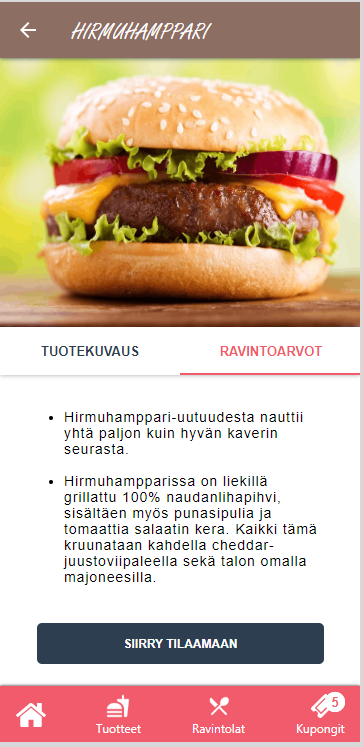 HIRMUHAMPPARI
TUOTEKUVAUS RAVINTOARVOT
• Hirmuhamppari-uutuudesta nauttii
yhtä paljon kuin hyvän kaverin
seurasta.
• Hirmuhampparissa on liekillä
grillattu 100% naudanlihapihvi,
sisältäen myös punasipulia ja
tomaattia salaatin kera. Kaikki tämä
kruunataan kahdella cheddar-
juustoviipaleella sekä talon omalla
majoneesilla.
SIIRRY TILAAMAAN
5
Tuotteet Ravintolat Kupongit